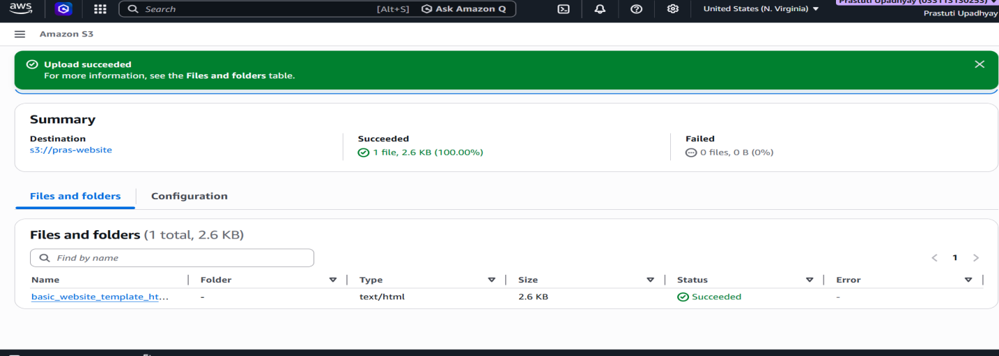 aws
Search [Alt+S] Ask Amazon Q
United States (N. Virginia)
Prastuti Upadhyay
Amazon S3
Upload succeeded
For more information, see the Files and folders table.
Summary
Destination
s3://pras-website
Succeeded
1 file, 2.6 KB (100.00%)
Failed
0 files, 0 B (0%)
Files and folders
Configuration
Files and folders (1 total, 2.6 KB)
Find by name
1
Name Folder Type Size Status Error
basic_website_template_ht... - text/html 2.6 KB Succeeded -